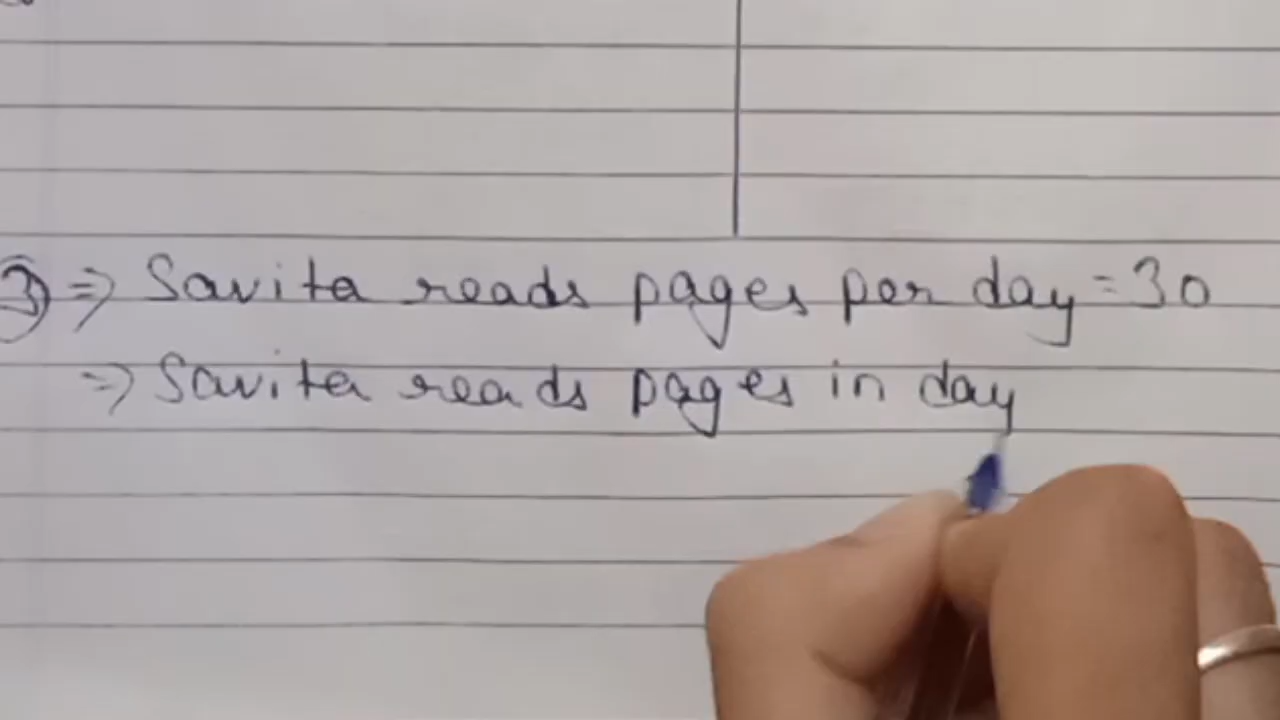 ③ ⇒ Savita reads pages per day = 30
⇒ Savita reads pages in day